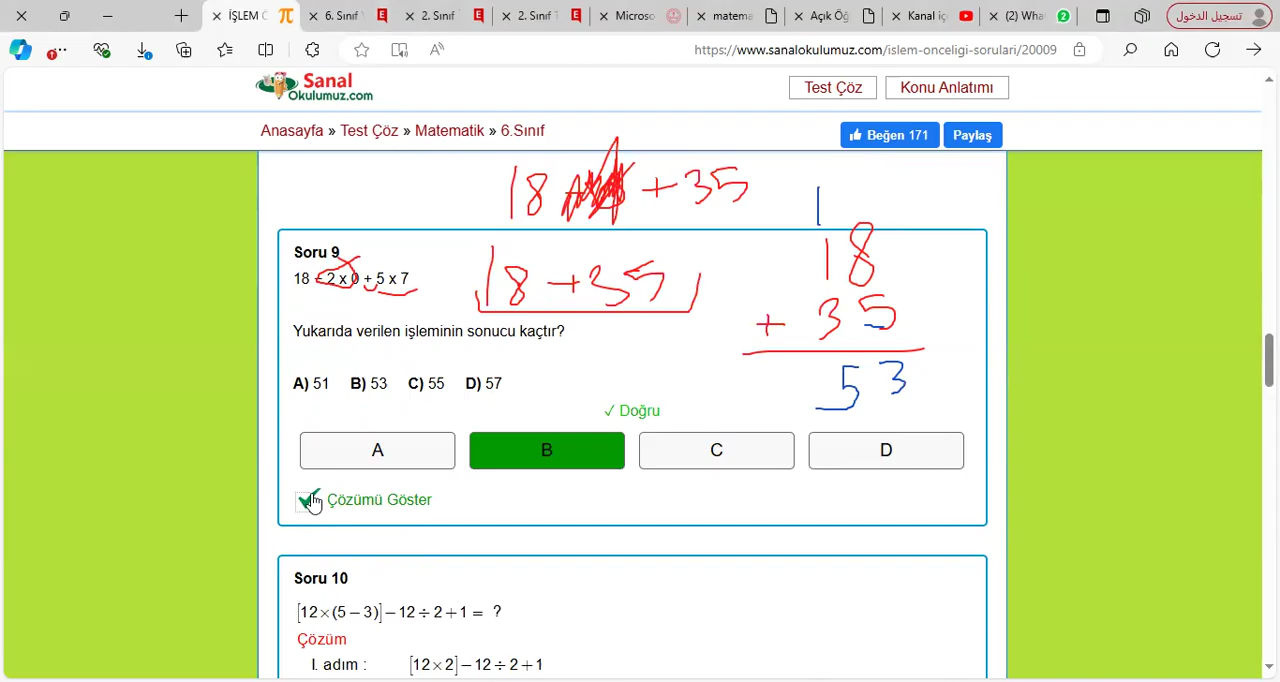 İŞLEM Ö
6. Sınıf
2. Sınıf
2. Sınıf
Microso
matema
Açık Öğ
Kanal iç
(2) Wha
2
تسجيل الدخول
https://www.sanalokulumuz.com/islem-onceligi-sorulari/20009
Sanal
Okulumuz.com
Test Çöz
Konu Anlatımı
Anasayfa » Test Çöz » Matematik » 6.Sınıf
Beğen 171
Paylaş
18 + 35
1
Soru 9
18 – 2 x 0 + 5 x 7
18 + 35
18
+ 35
53
Yukarıda verilen işleminin sonucu kaçtır?
A) 51 B) 53 C) 55 D) 57
✓ Doğru
A B C D
Çözümü Göster
Soru 10
[12×(5−3)]−12÷2+1= ?
Çözüm
I. adım : [12×2]−12÷2+1